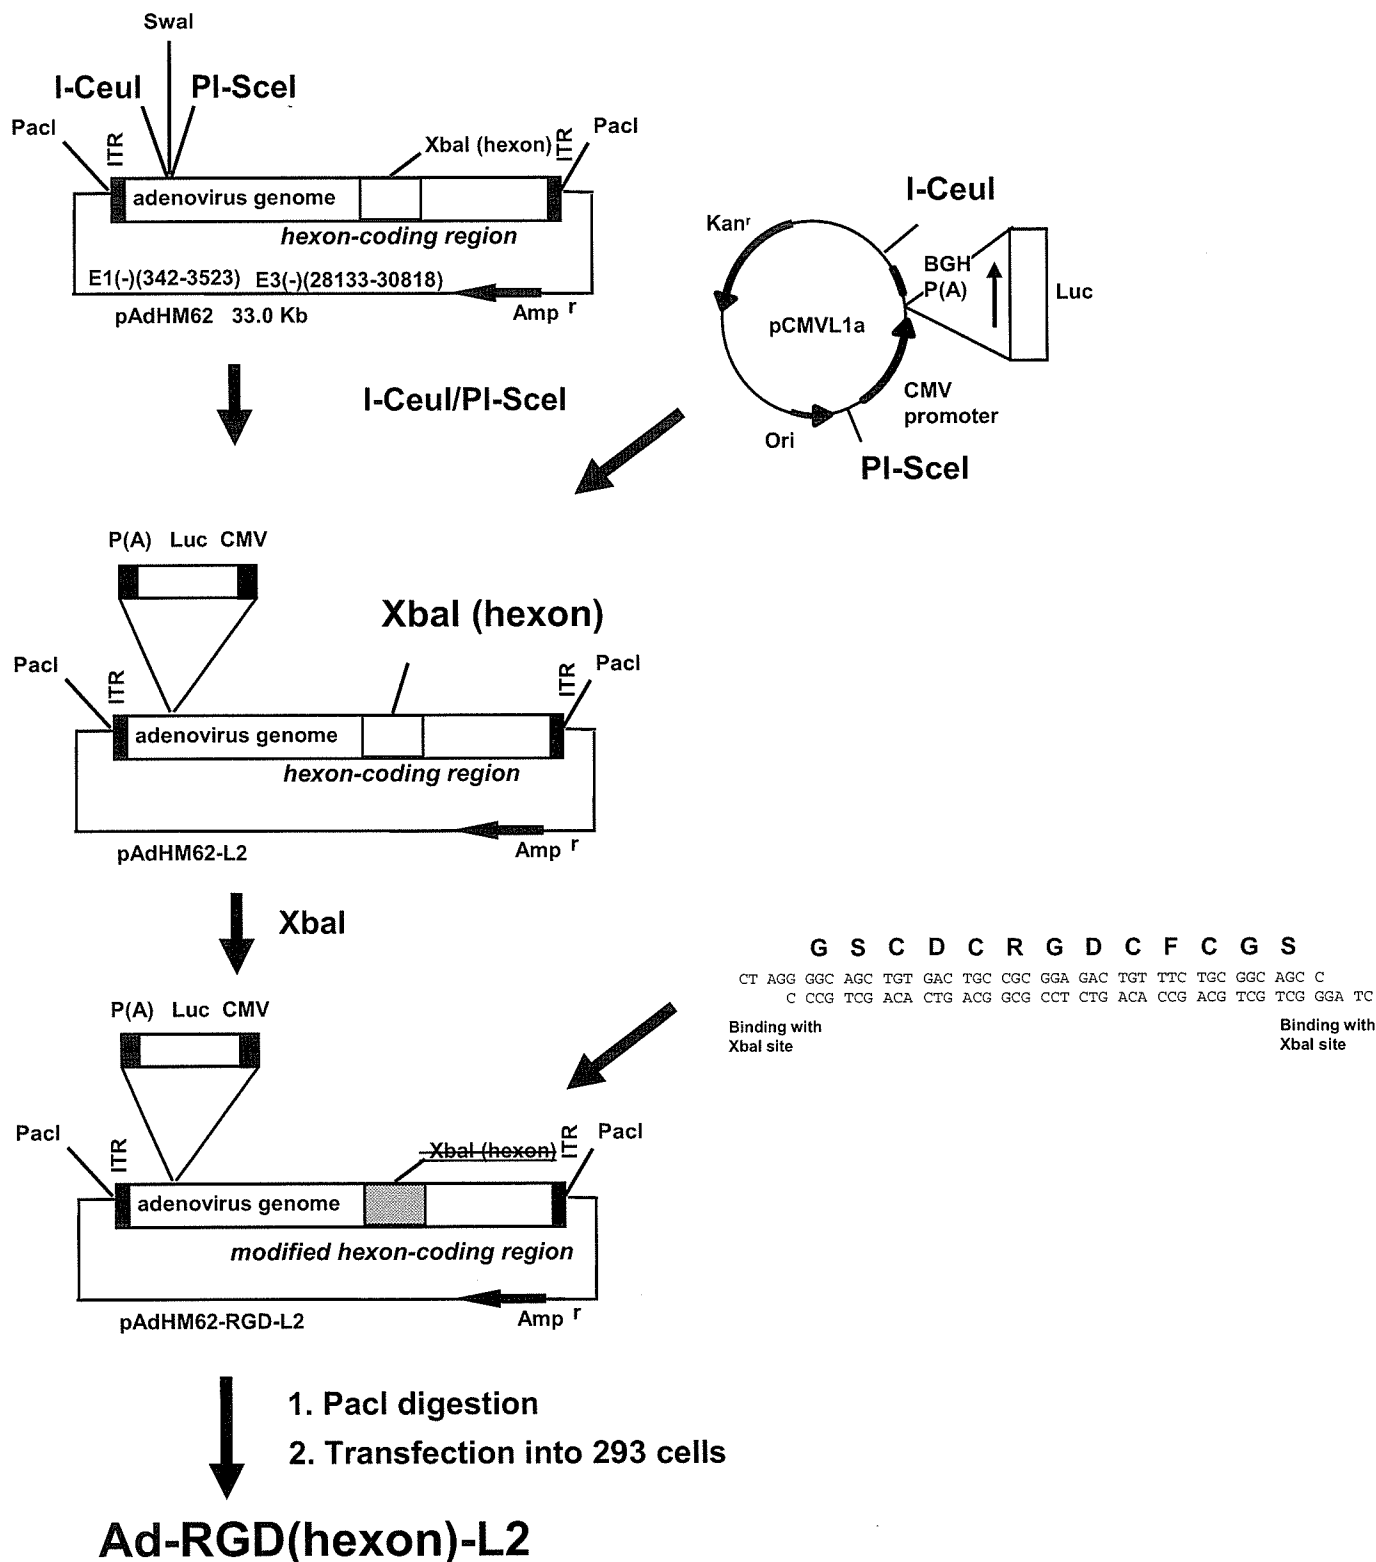 SwaI
I-CeuI PI-SceI
PacI
ITR
XbaI (hexon)
ITR
PacI
adenovirus genome
hexon-coding region
E1(-)(342-3523) E3(-)(28133-30818)
pAdHM62 33.0 Kb
Amp r
I-CeuI
Kanr
BGH
P(A)
Luc
pCMVL1a
CMV
promoter
Ori
PI-SceI
I-CeuI/PI-SceI
P(A) Luc CMV
XbaI (hexon)
PacI
ITR
ITR
PacI
adenovirus genome
hexon-coding region
Amp r
pAdHM62-L2
XbaI
G S C D C R G D C F C G S
CT AGG GGC AGC TGT GAC TGC CGC GGA GAC TGT TTC TGC GGC AGC C
C CCG TCG ACA CTG ACG GCG CCT CTG ACA CCG ACG TCG TCG GGA TC
Binding with
XbaI site
Binding with
XbaI site
P(A) Luc CMV
PacI
ITR
XbaI (hexon)
ITR
PacI
adenovirus genome
modified hexon-coding region
Amp r
pAdHM62-RGD-L2
1. PacI digestion
2. Transfection into 293 cells
Ad-RGD(hexon)-L2